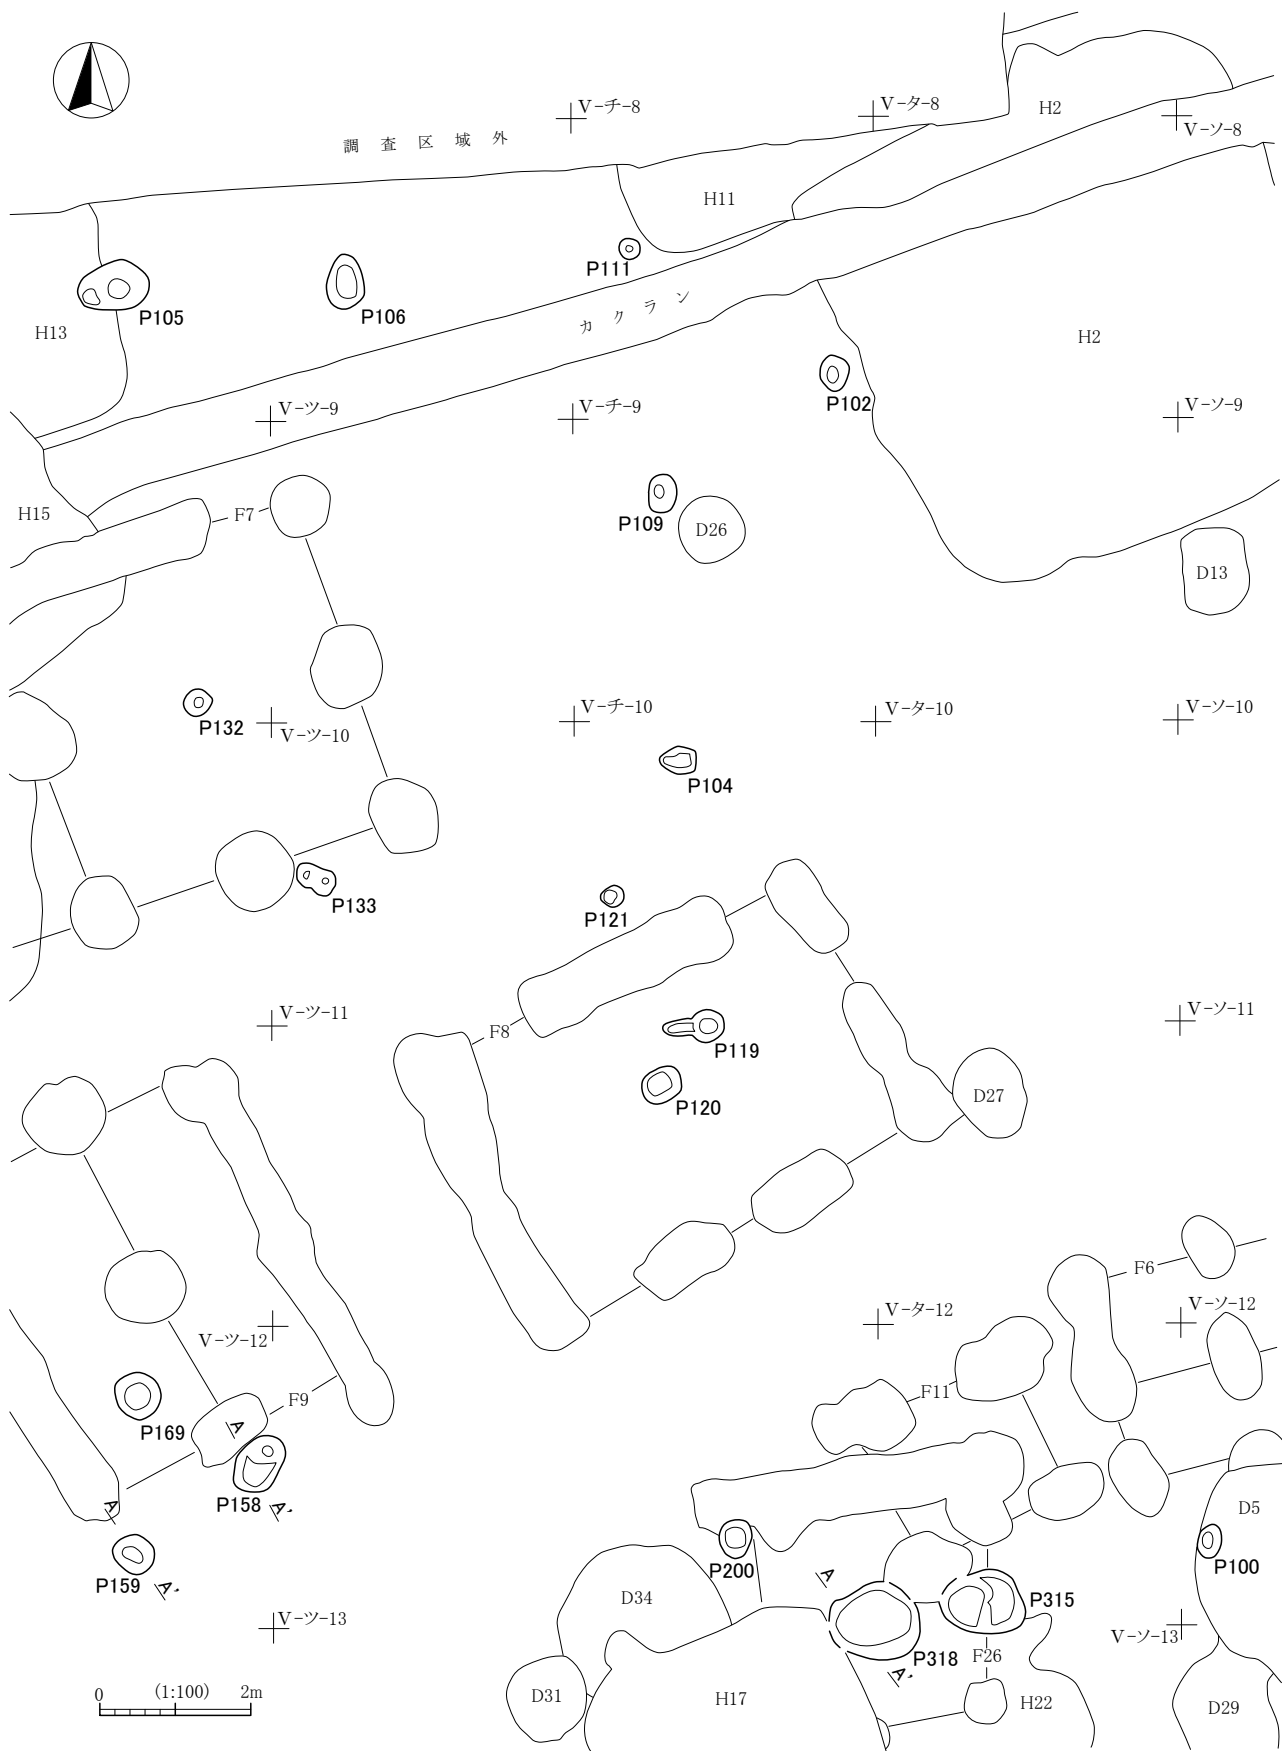 V-チ-8
V-タ-8
H2
V-ソ-8
調査区域外
H11
P111
P105
P106
カクラン
H13
H2
P102
V-ツ-9
V-チ-9
V-ソ-9
H15
F7
P109
D26
D13
V-チ-10
V-タ-10
V-ソ-10
P132
V-ツ-10
P104
P133
P121
V-ツ-11
V-ソ-11
F8
P119
P120
D27
F6
V-タ-12
V-ソ-12
V-ツ-12
F9
F11
P169
A
P158
A'
A
D5
P200
P100
P159
A'
A
D34
P315
V-ツ-13
V-ソ-13
P318
F26
A'
0 (1:100) 2m
D31
H17
H22
D29